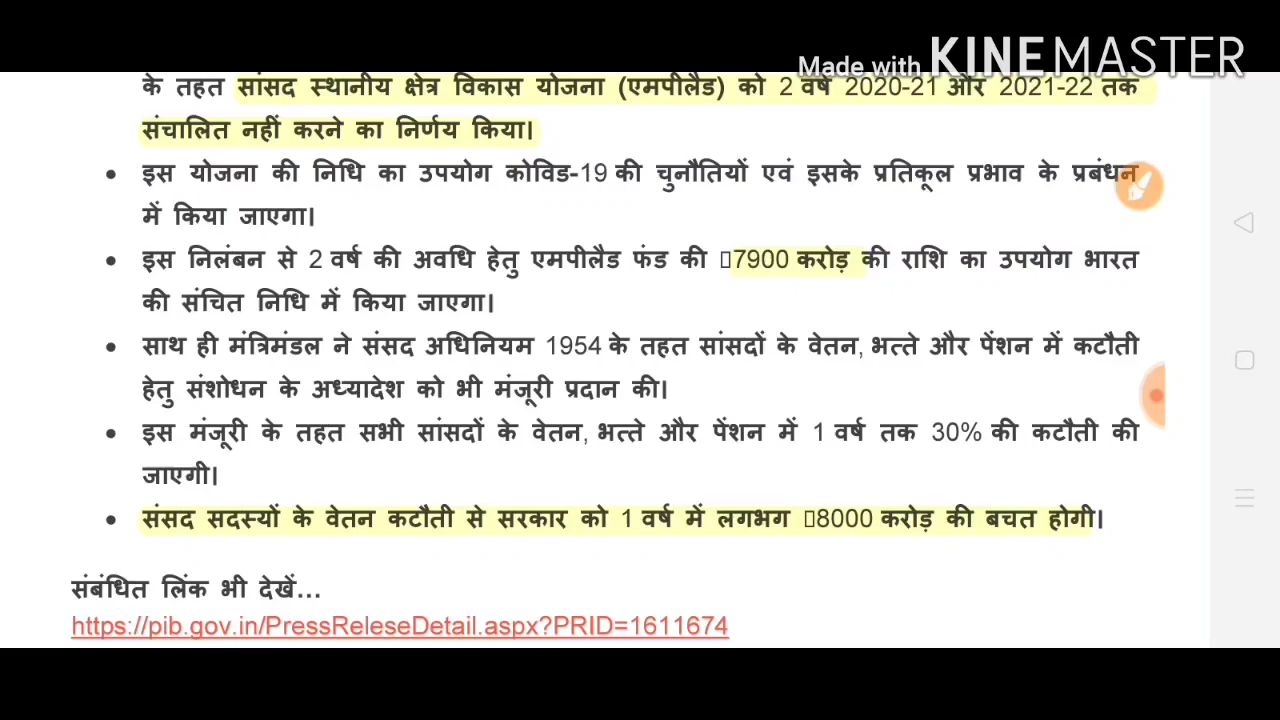 Made with KINEMASTER
के तहत सांसद स्थानीय क्षेत्र विकास योजना (एमपीलैड) को 2 वर्ष 2020-21 और 2021-22 तक
संचालित नहीं करने का निर्णय किया।
• इस योजना की निधि का उपयोग कोविड-19 की चुनौतियों एवं इसके प्रतिकूल प्रभाव के प्रबंधन
में किया जाएगा।
• इस निलंबन से 2 वर्ष की अवधि हेतु एमपीलैड फंड की ▯7900 करोड़ की राशि का उपयोग भारत
की संचित निधि में किया जाएगा।
• साथ ही मंत्रिमंडल ने संसद अधिनियम 1954 के तहत सांसदों के वेतन, भत्ते और पेंशन में कटौती
हेतु संशोधन के अध्यादेश को भी मंजूरी प्रदान की।
• इस मंजूरी के तहत सभी सांसदों के वेतन, भत्ते और पेंशन में 1 वर्ष तक 30% की कटौती की
जाएगी।
• संसद सदस्यों के वेतन कटौती से सरकार को 1 वर्ष में लगभग ▯8000 करोड़ की बचत होगी।
संबंधित लिंक भी देखें...
https://pib.gov.in/PressReleseDetail.aspx?PRID=1611674